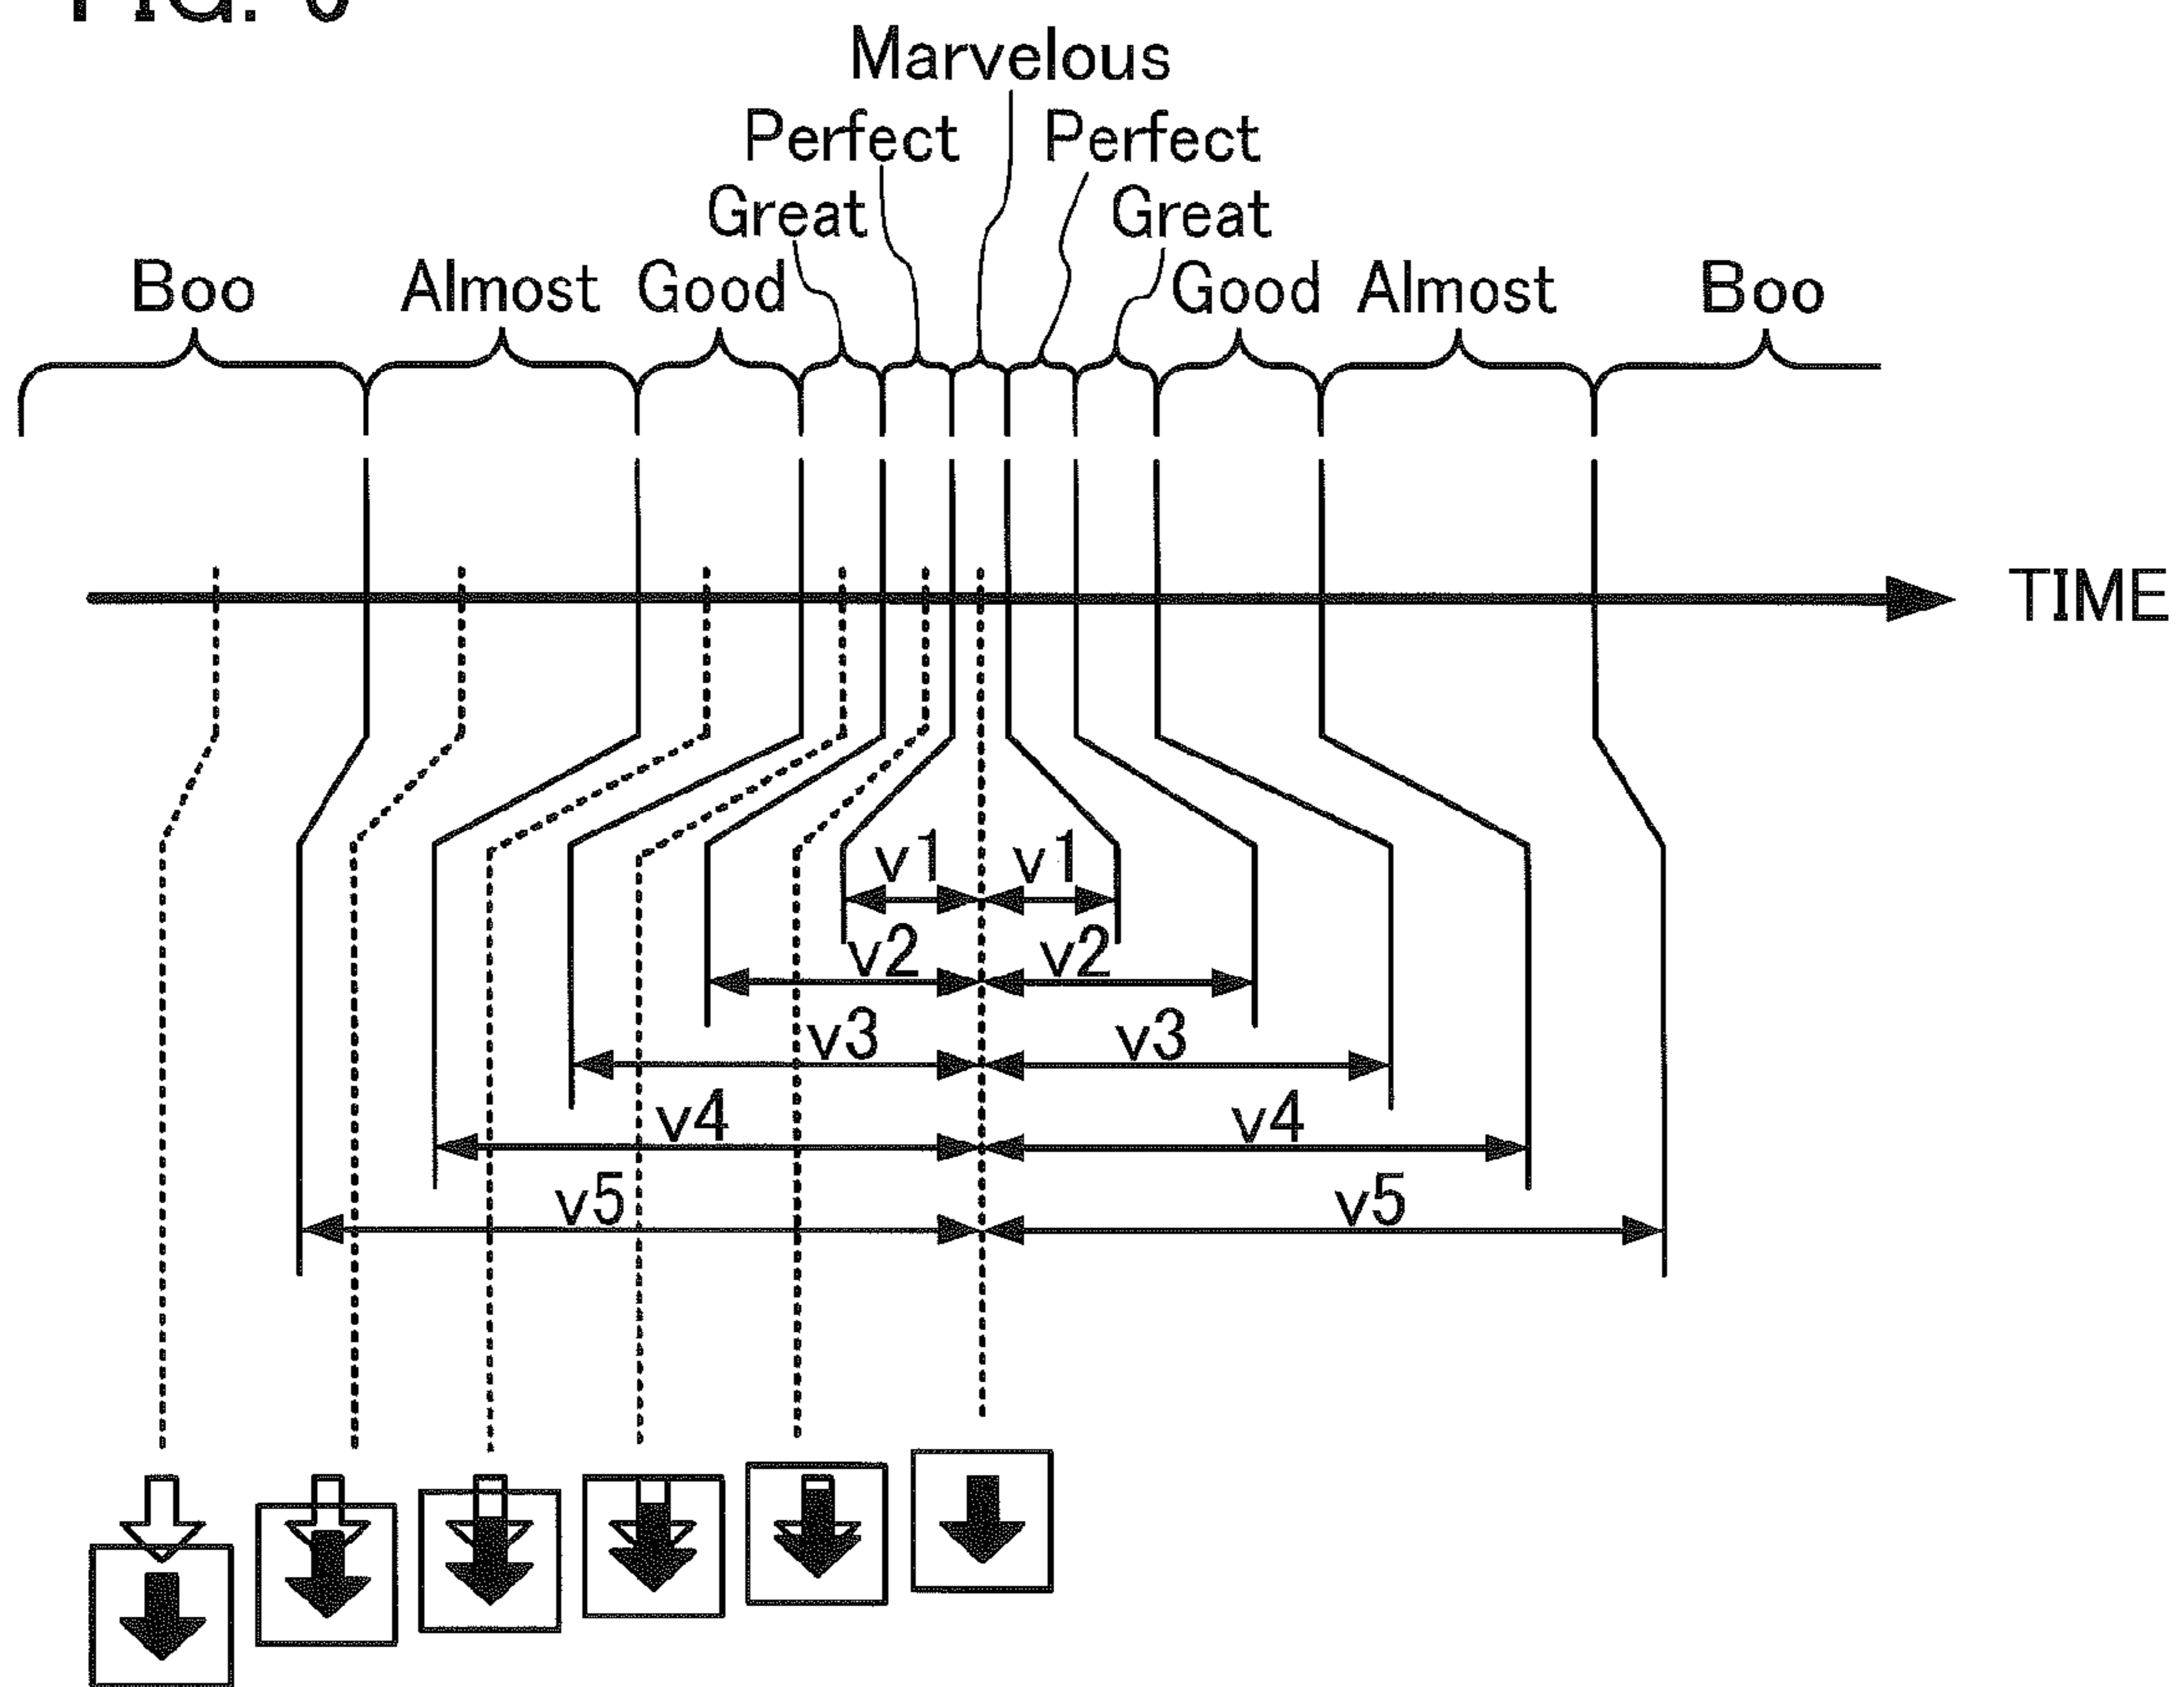 FIG.
Marvelous
Perfect Perfect
Great Great
Boo Almost Good Good Almost Boo
TIME
v1 v1
v2 v2
v3 v3
v4 v4
v5 v5